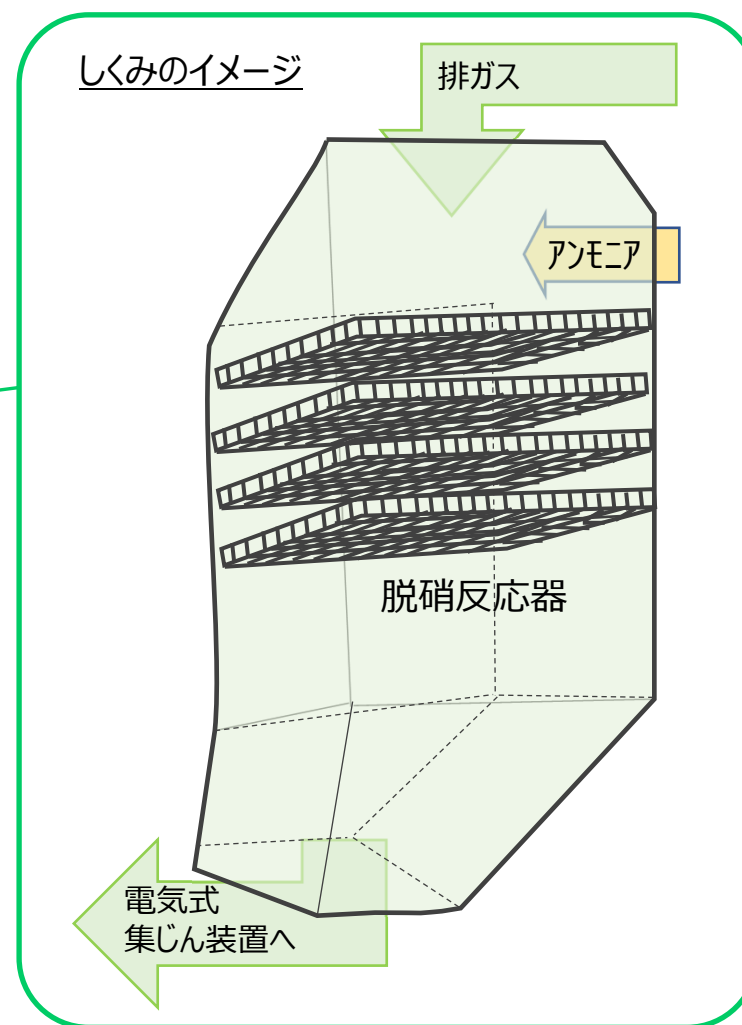 しくみのイメージ
排ガス
アンモニア
脱硝反応器
電気式
集じん装置へ